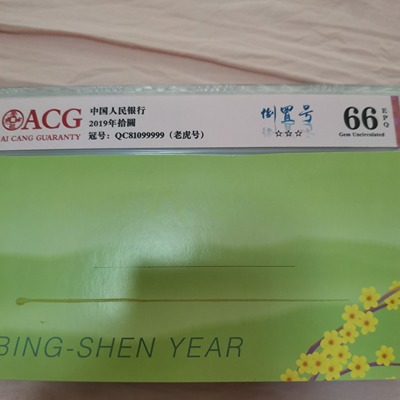 ACG
AI CANG GUARANTY
中国人民银行
2019年拾圆
冠号：QC81099999（老虎号）
倒置号
☆☆☆
66
EPQ
Gem Uncirculated
BING-SHEN YEAR